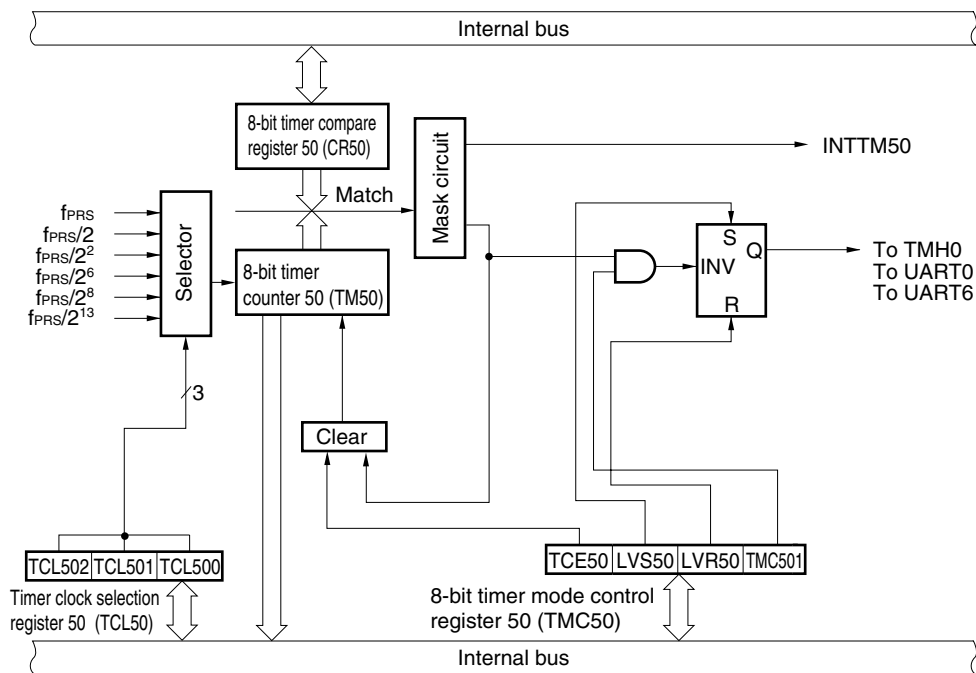 Internal bus
8-bit timer compare
register 50 (CR50)
Mask circuit
INTTM50
Match
Selector
fPRS
fPRS/2
fPRS/2²
fPRS/2⁶
fPRS/2⁸
fPRS/2¹³
8-bit timer
counter 50 (TM50)
S
Q
INV
R
To TMH0
To UART0
To UART6
3
Clear
TCL502 TCL501 TCL500
Timer clock selection
register 50 (TCL50)
TCE50 LVS50 LVR50 TMC501
8-bit timer mode control
register 50 (TMC50)
Internal bus